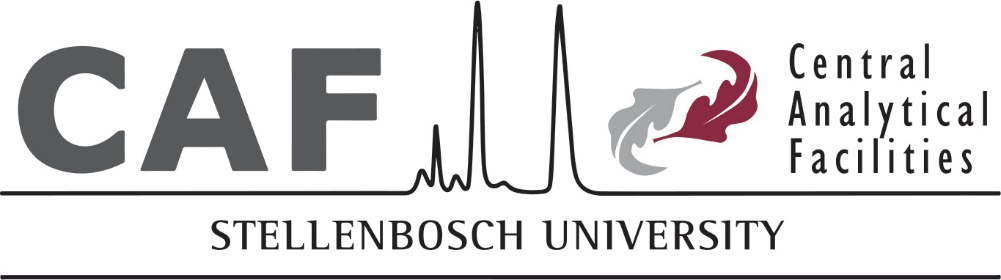 CAF
Central
Analytical
Facilities
STELLENBOSCH UNIVERSITY